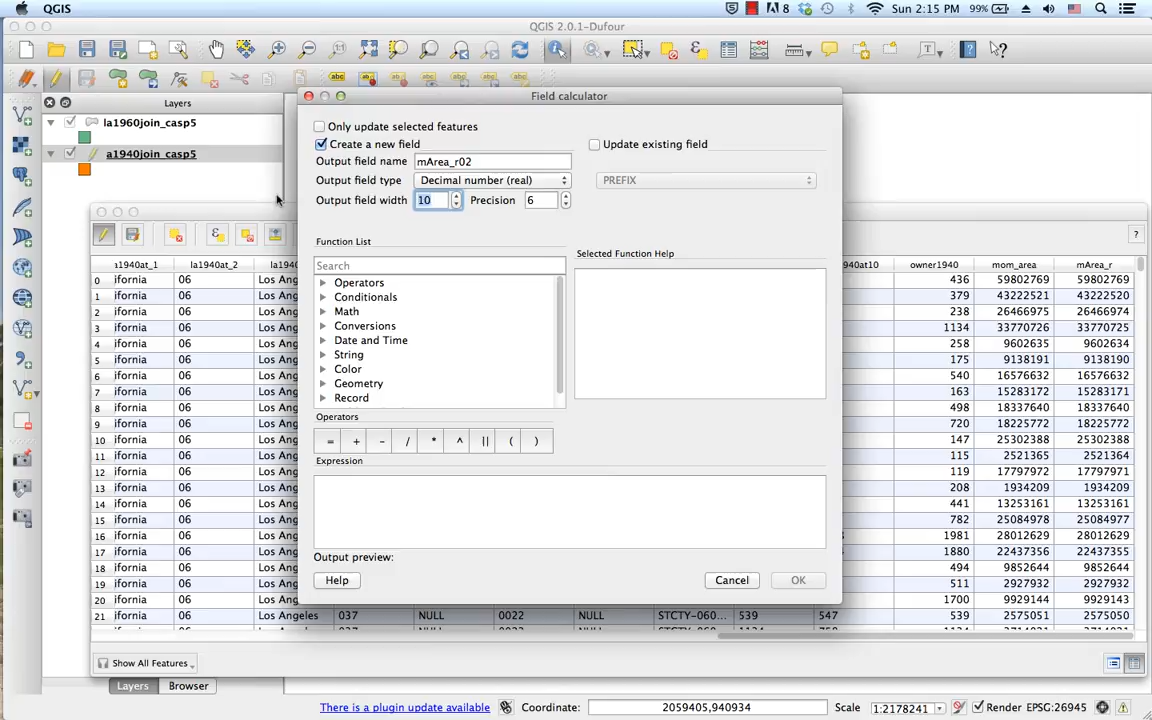 QGIS
8
Sun 2:15 PM
99%
QGIS 2.0.1-Dufour
Layers
la1960join_casp5
a1940join_casp5
Field calculator
Only update selected features
Create a new field
Update existing field
Output field name
mArea_r02
Output field type
Decimal number (real)
PREFIX
Output field width
10
Precision
6
Function List
Selected Function Help
Search
Operators
Conditionals
Math
Conversions
Date and Time
String
Color
Geometry
Record
Operators
= + - / * ^ || ( )
Expression
Output preview:
Help
Cancel
OK
?
la1940at_2
owner1940 mom_area mArea_r
0 ifornia 06 436 59802769 59802769
1 ifornia 06 379 43222521 43222520
2 ifornia 06 238 26466975 26466974
3 ifornia 06 1134 33770726 33770725
4 ifornia 06 258 9602635 9602634
5 ifornia 06 175 9138191 9138190
6 ifornia 06 540 16576632 16576632
7 ifornia 06 163 15283172 15283171
8 ifornia 06 498 18337640 18337640
9 ifornia 06 720 18225772 18225772
10 ifornia 06 147 25302388 25302388
11 ifornia 06 115 2521365 2521364
12 ifornia 06 119 17797972 17797971
13 ifornia 06 208 1934209 1934209
14 ifornia 06 441 13253161 13253161
15 ifornia 06 782 25084978 25084977
16 ifornia 06 1981 28012629 28012629
17 ifornia 06 1880 22437356 22437355
18 ifornia 06 494 9852644 9852644
19 ifornia 06 511 2927932 2927932
20 ifornia 06 1700 9929144 9929143
21 ifornia 06 Los Angeles 037 NULL 0022 NULL STCTY-060... 539 547 539 2575051 2575050
Show All Features
Layers
Browser
There is a plugin update available
Coordinate:
2059405,940934
Scale
1:2178241
Render
EPSG:26945